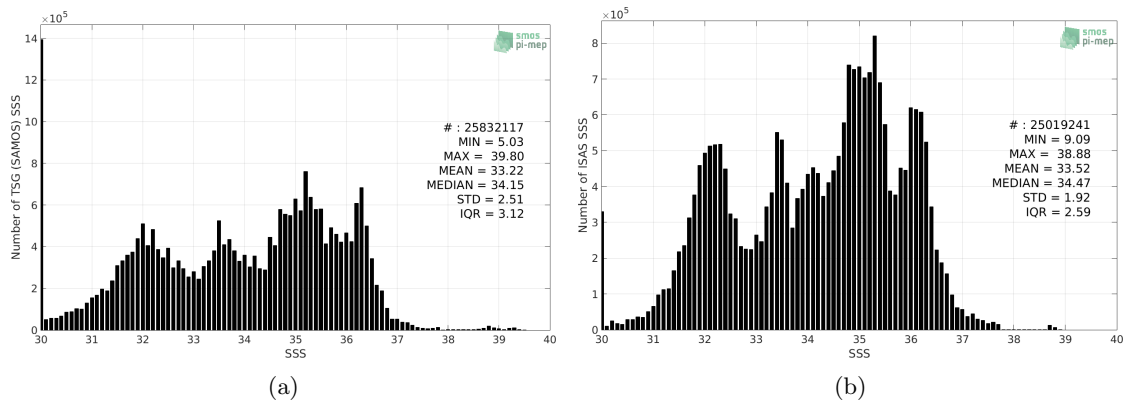 ×10⁵
14
12
10
8
6
4
2
0
30 31 32 33 34 35 36 37 38 39 40
SSS
Number of TSG (SAMOS) SSS
smos
pi-mep
# : 25832117
MIN = 5.03
MAX = 39.80
MEAN = 33.22
MEDIAN = 34.15
STD = 2.51
IQR = 3.12
(a)
×10⁵
8
7
6
5
4
3
2
1
0
30 31 32 33 34 35 36 37 38 39 40
SSS
Number of ISAS SSS
smos
pi-mep
# : 25019241
MIN = 9.09
MAX = 38.88
MEAN = 33.52
MEDIAN = 34.47
STD = 1.92
IQR = 2.59
(b)